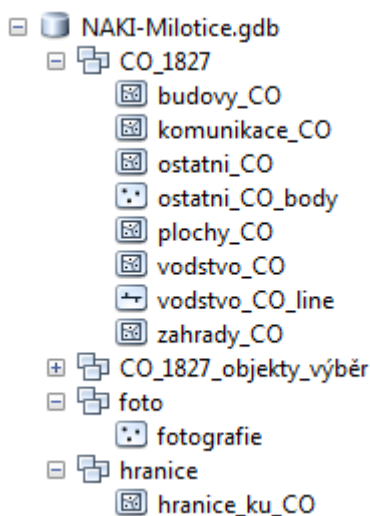 NAKI-Milotice.gdb
CO_1827
budovy_CO
komunikace_CO
ostatni_CO
ostatni_CO_body
plochy_CO
vodstvo_CO
vodstvo_CO_line
zahrady_CO
CO_1827_objekty_výběr
foto
fotografie
hranice
hranice_ku_CO